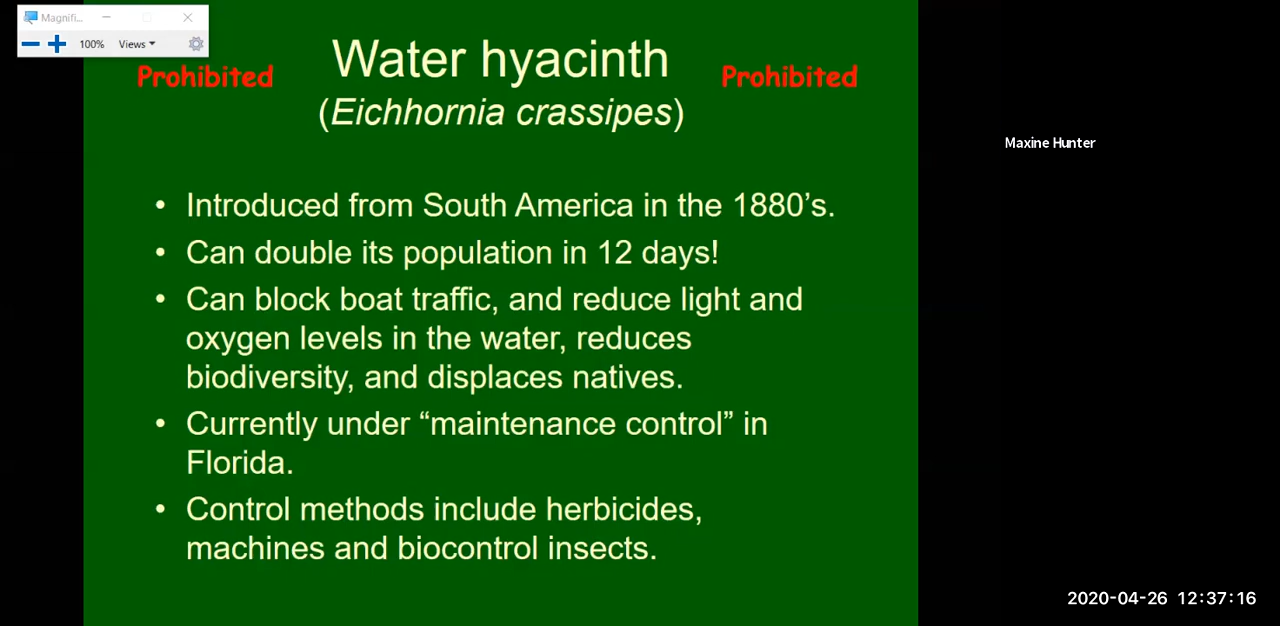 Magnifi...
100% Views
Prohibited Water hyacinth Prohibited
(Eichhornia crassipes)
Maxine Hunter
• Introduced from South America in the 1880’s.
• Can double its population in 12 days!
• Can block boat traffic, and reduce light and
oxygen levels in the water, reduces
biodiversity, and displaces natives.
• Currently under “maintenance control” in
Florida.
• Control methods include herbicides,
machines and biocontrol insects.
2020-04-26 12:37:16